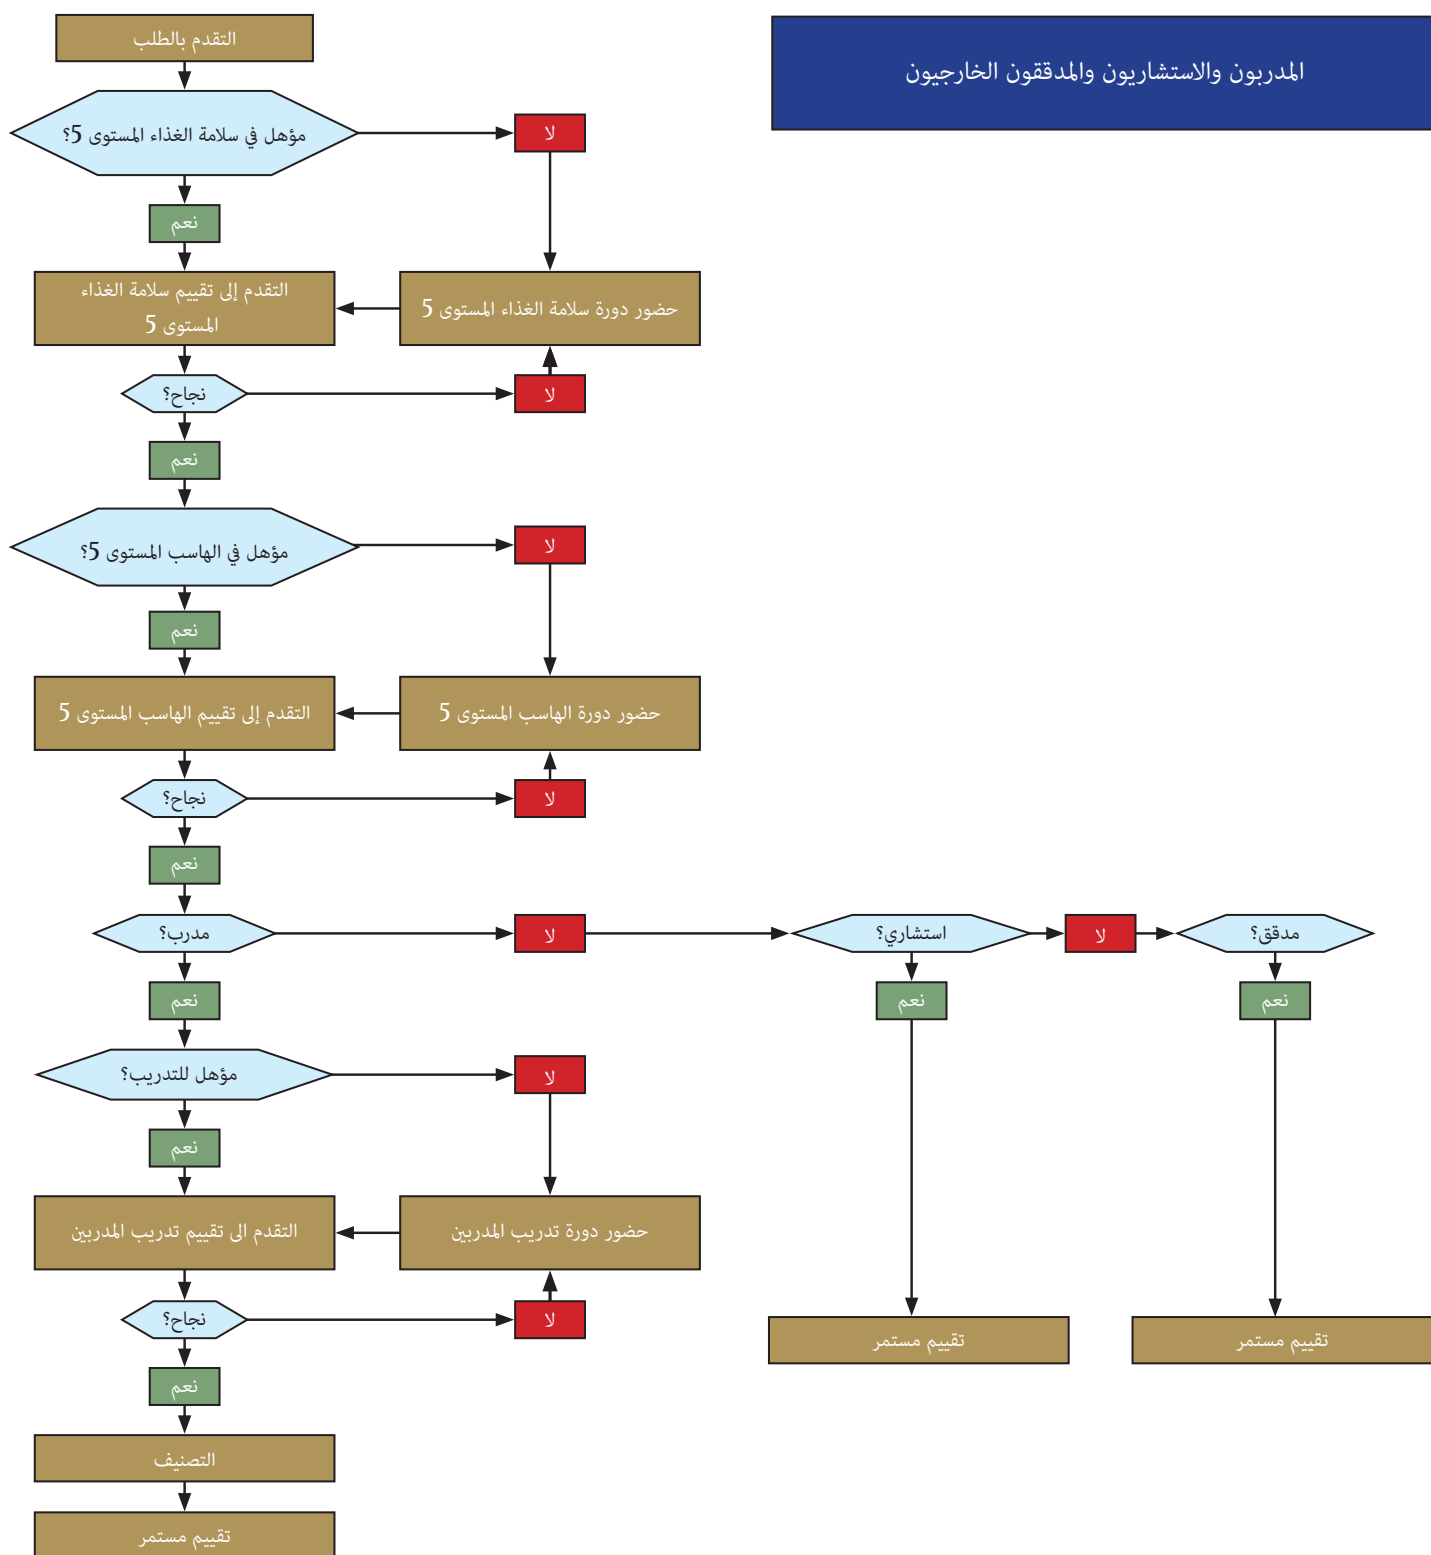 المدربون والاستشاريون والمدققون الخارجيون
التقدم بالطلب
مؤهل في سلامة الغذاء المستوى 5؟
لا
نعم
حضور دورة سلامة الغذاء المستوى 5
التقدم إلى تقييم سلامة الغذاء
المستوى 5
نجاح؟
لا
نعم
مؤهل في الهاسب المستوى 5؟
لا
نعم
حضور دورة الهاسب المستوى 5
التقدم إلى تقييم الهاسب المستوى 5
نجاح؟
لا
نعم
مدرب؟
لا
استشاري؟
لا
مدقق؟
نعم
نعم
نعم
مؤهل للتدريب؟
لا
نعم
حضور دورة تدريب المدربين
التقدم الى تقييم تدريب المدربين
نجاح؟
لا
تقييم مستمر
تقييم مستمر
نعم
التصنيف
تقييم مستمر